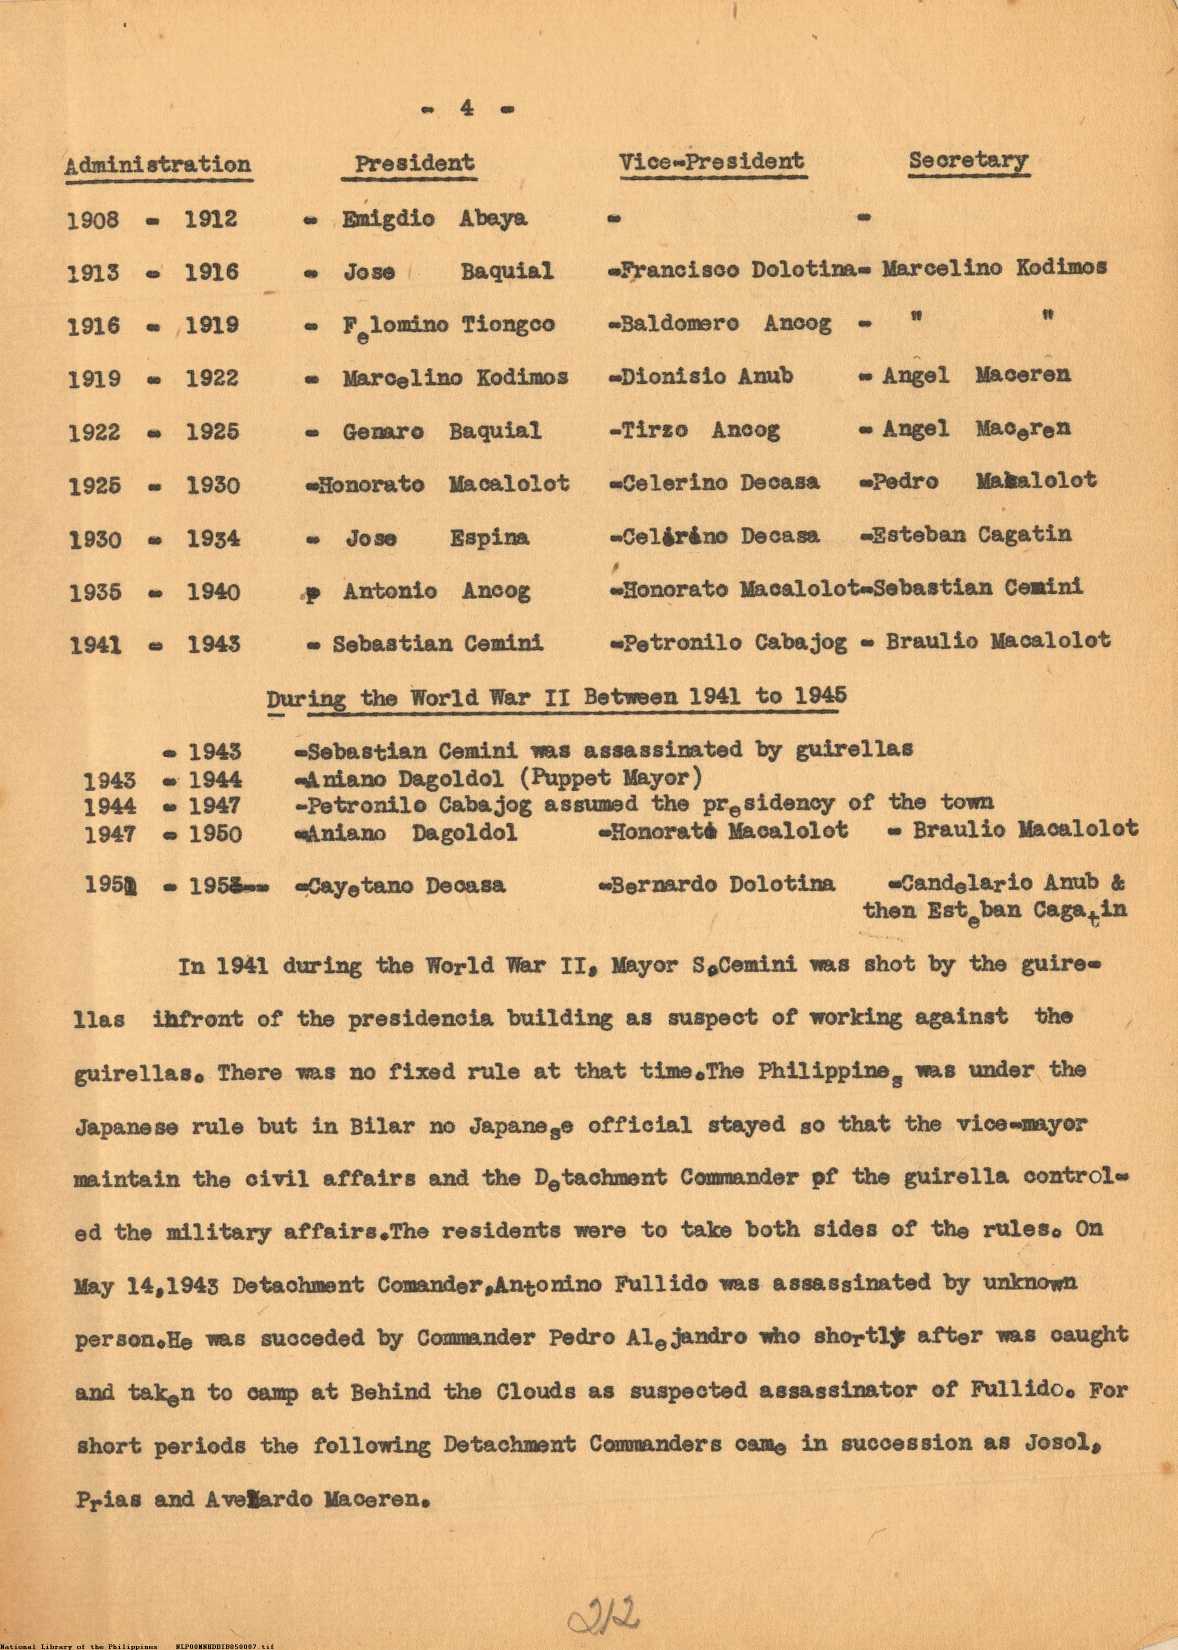 - 4 -
Administration President Vice-President Secretary
1908 - 1912 - Emigdio Abaya - -
1913 - 1916 - Jose Baquial -Francisco Dolotina- Marcelino Kodimos
1916 - 1919 - Felomino Tiongco -Baldomero Ancog - " "
1919 - 1922 - Marcelino Kodimos -Dionisio Anub - Angel Maceren
1922 - 1925 - Genaro Baquial -Tirzo Ancog - Angel Maceren
1925 - 1930 -Honorato Macalolot -Celerino Decasa -Pedro Makalolot
1930 - 1934 - Jose Espina -Celirino Decasa -Esteban Cagatin
1935 - 1940 - Antonio Ancog -Honorato Macalolot-Sebastian Cemini
1941 - 1943 - Sebastian Cemini -Petronilo Cabajog - Braulio Macalolot
During the World War II Between 1941 to 1945
- 1943 -Sebastian Cemini was assassinated by guirellas
1943 - 1944 -Aniano Dagoldol (Puppet Mayor)
1944 - 1947 -Petronilo Cabajog assumed the presidency of the town
1947 - 1950 -Aniano Dagoldol -Honorato Macalolot - Braulio Macalolot
1951 - 1953-- -Cayetano Decasa -Bernardo Dolotina -Candelario Anub &
then Esteban Cagatin
In 1941 during the World War II, Mayor S.Cemini was shot by the guire-
llas infront of the presidencia building as suspect of working against the
guirellas. There was no fixed rule at that time.The Philippines was under the
Japanese rule but in Bilar no Japanese official stayed so that the vice-mayor
maintain the civil affairs and the Detachment Commander of the guirella control-
ed the military affairs.The residents were to take both sides of the rules. On
May 14,1943 Detachment Comander,Antonino Fullido was assassinated by unknown
person.He was succeded by Commander Pedro Alejandro who shortly after was caught
and taken to camp at Behind the Clouds as suspected assassinator of Fullido. For
short periods the following Detachment Commanders came in succession as Josol,
Prias and Avelardo Maceren.
212
National Library of the Philippines NLPOOMNHDDIB050007.tif